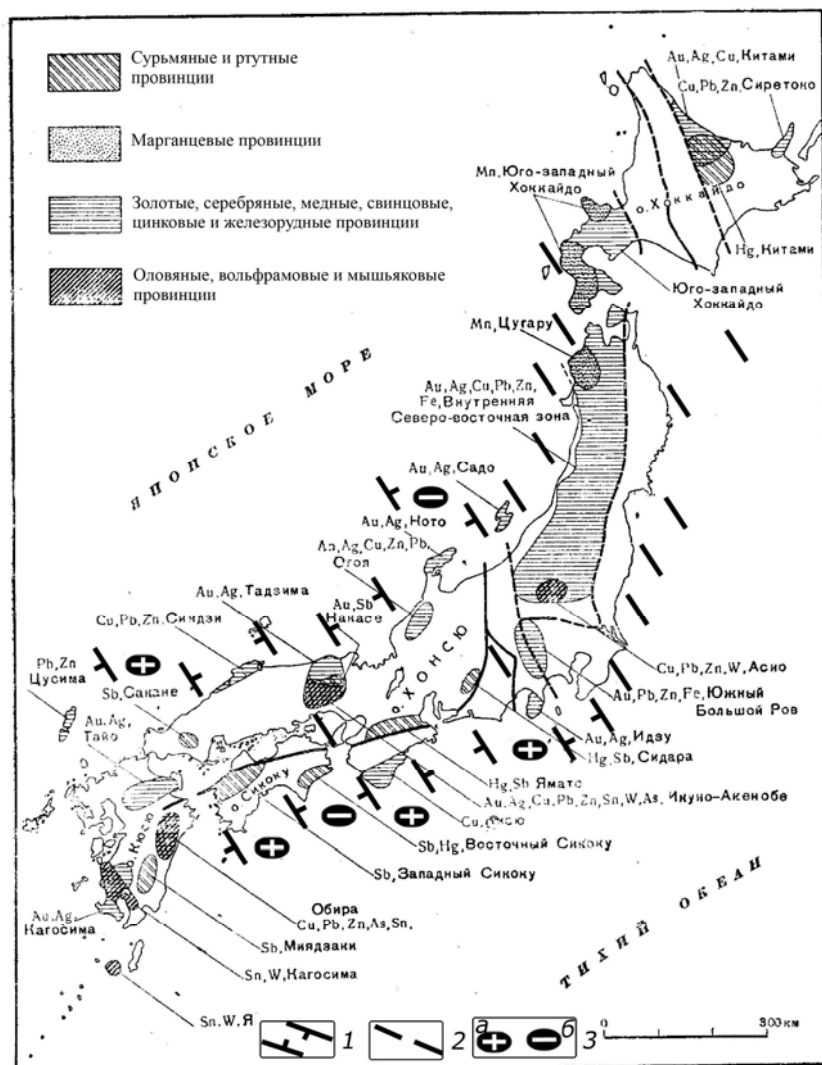 Сурьмяные и ртутные
провинции
Марганцевые провинции
Золотые, серебряные, медные, свинцовые,
цинковые и железорудные провинции
Оловянные, вольфрамовые и мышьяковые
провинции
Au, Ag, Cu, Китами
Cu, Pb, Zn, Сиретоко
Mn, Юго-западный
Хоккайдо
о. Хоккайдо
Hg, Китами
Юго-западный
Хоккайдо
Mn, Цугару
Au, Ag, Cu, Pb, Zn,
Fe, Внутренняя
Северо-восточная зона
ЯПОНСКОЕ МОРЕ
Au, Ag, Садо
Au, Ag, Ното
Ag, Cu, Zn, Pb,
Au, Ag, Тадзима
Au, Sb
Накасе
Cu, Pb, Zn, Синдзи
Pb, Zn
Цусима
Sb, Сакане
Au, Ag,
Тайо
о. ХОНСЮ
Cu, Pb, Zn, W, Асио
Au, Pb, Zn, Fe, Южный
Большой Ров
Au, Ag, Идзу
Hg, Sb, Сидара
Hg, Sb Ямато
Au, Ag, Cu, Pb, Zn, Sn, W, As, Икуно-Акенобе
Cu,
о. Сикоку
Sb, Hg, Восточный Сикоку
Sb, Западный Сикоку
о. Кюсю
Обира
Cu, Pb, Zn, As, Sn,
Au, Ag,
Кагосима
Sb, Миядзаки
Sn, W, Кагосима
Sn, W, Я
ТИХИЙ ОКЕАН
1
2
а б 3
0 300 км